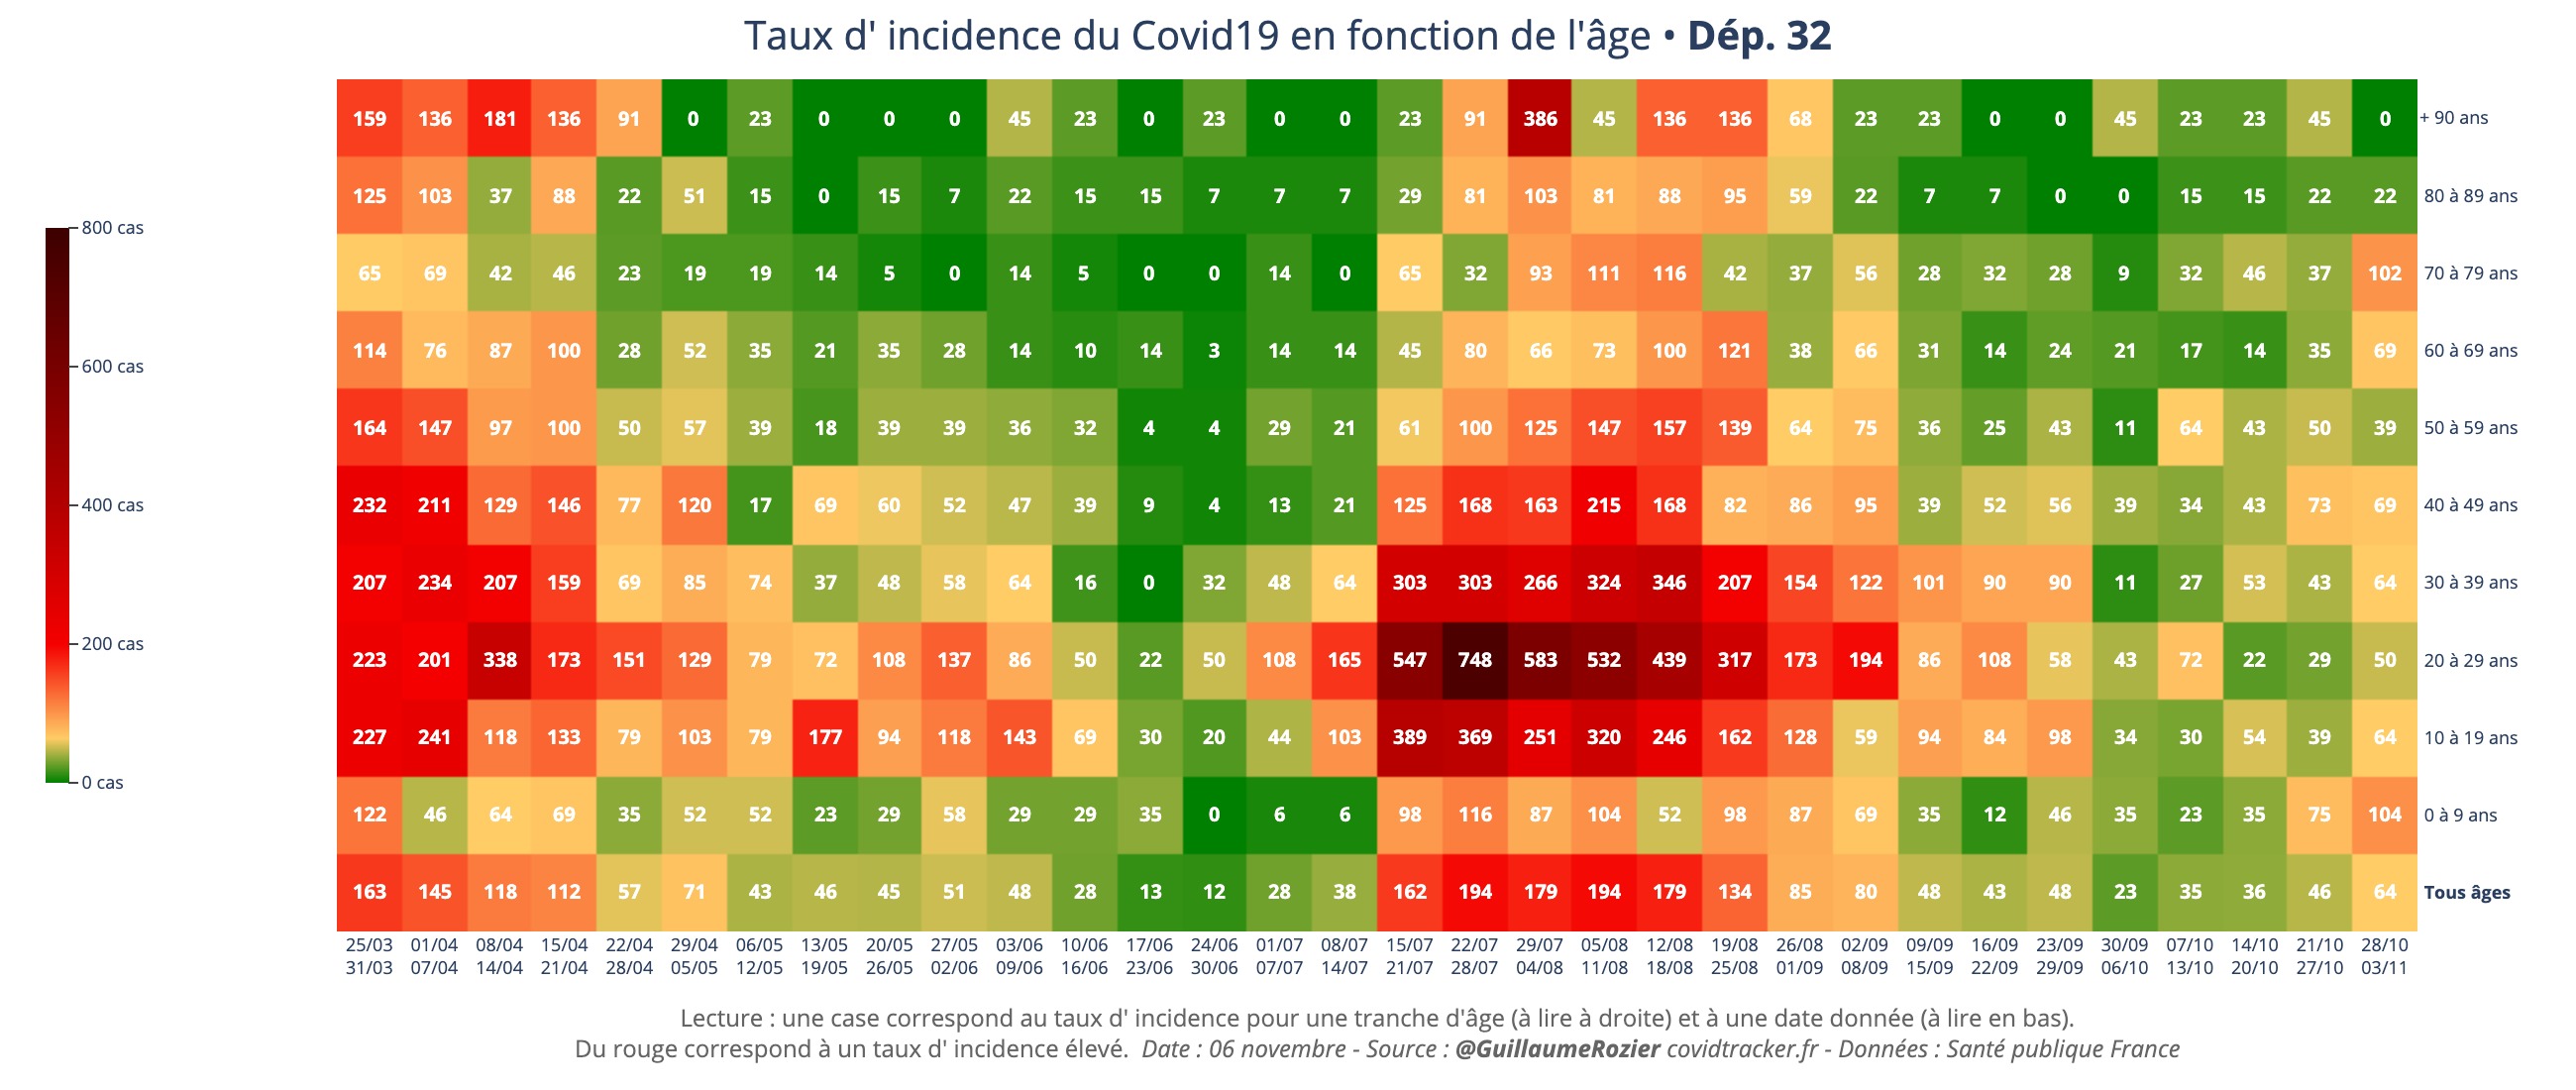 Taux d' incidence du Covid19 en fonction de l'âge • Dép. 32
800 cas
600 cas
400 cas
200 cas
0 cas
159 136 181 136 91 0 23 0 0 0 45 23 0 23 0 0 23 91 386 45 136 136 68 23 23 0 0 45 23 23 45 0 + 90 ans
125 103 37 88 22 51 15 0 15 7 22 15 15 7 7 7 29 81 103 81 88 95 59 22 7 7 0 0 15 15 22 22 80 à 89 ans
65 69 42 46 23 19 19 14 5 0 14 5 0 0 14 0 65 32 93 111 116 42 37 56 28 32 28 9 32 46 37 102 70 à 79 ans
114 76 87 100 28 52 35 21 35 28 14 10 14 3 14 14 45 80 66 73 100 121 38 66 31 14 24 21 17 14 35 69 60 à 69 ans
164 147 97 100 50 57 39 18 39 39 36 32 4 4 29 21 61 100 125 147 157 139 64 75 36 25 43 11 64 43 50 39 50 à 59 ans
232 211 129 146 77 120 17 69 60 52 47 39 9 4 13 21 125 168 163 215 168 82 86 95 39 52 56 39 34 43 73 69 40 à 49 ans
207 234 207 159 69 85 74 37 48 58 64 16 0 32 48 64 303 303 266 324 346 207 154 122 101 90 90 11 27 53 43 64 30 à 39 ans
223 201 338 173 151 129 79 72 108 137 86 50 22 50 108 165 547 748 583 532 439 317 173 194 86 108 58 43 72 22 29 50 20 à 29 ans
227 241 118 133 79 103 79 177 94 118 143 69 30 20 44 103 389 369 251 320 246 162 128 59 94 84 98 34 30 54 39 64 10 à 19 ans
122 46 64 69 35 52 52 23 29 58 29 29 35 0 6 6 98 116 87 104 52 98 87 69 35 12 46 35 23 35 75 104 0 à 9 ans
163 145 118 112 57 71 43 46 45 51 48 28 13 12 28 38 162 194 179 194 179 134 85 80 48 43 48 23 35 36 46 64 Tous âges
25/03 01/04 08/04 15/04 22/04 29/04 06/05 13/05 20/05 27/05 03/06 10/06 17/06 24/06 01/07 08/07 15/07 22/07 29/07 05/08 12/08 19/08 26/08 02/09 09/09 16/09 23/09 30/09 07/10 14/10 21/10 28/10
31/03 07/04 14/04 21/04 28/04 05/05 12/05 19/05 26/05 02/06 09/06 16/06 23/06 30/06 07/07 14/07 21/07 28/07 04/08 11/08 18/08 25/08 01/09 08/09 15/09 22/09 29/09 06/10 13/10 20/10 27/10 03/11
Lecture : une case correspond au taux d' incidence pour une tranche d'âge (à lire à droite) et à une date donnée (à lire en bas).
Du rouge correspond à un taux d' incidence élevé. Date : 06 novembre - Source : @GuillaumeRozier covidtracker.fr - Données : Santé publique France